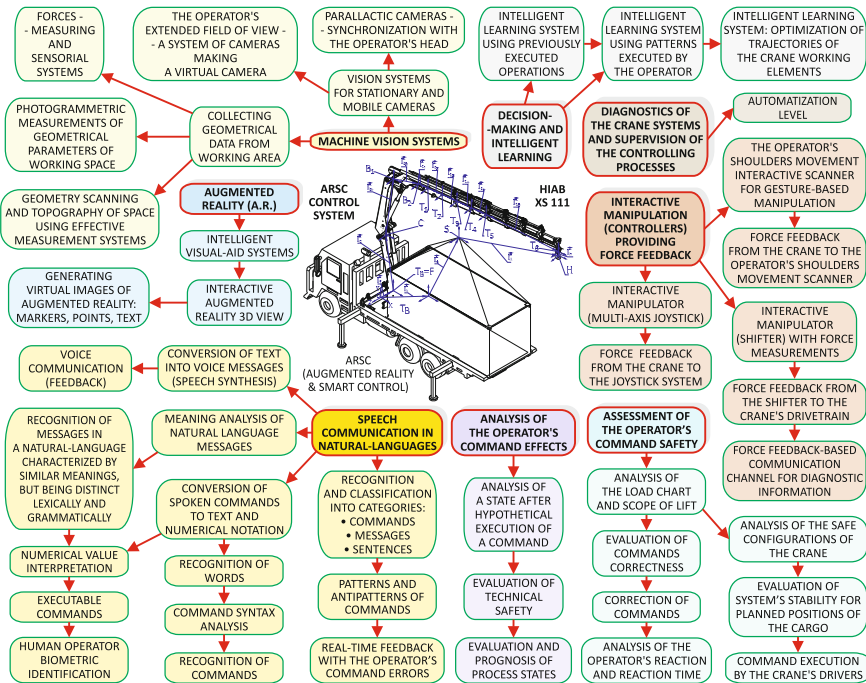 FORCES -
- MEASURING
AND
SENSORIAL
SYSTEMS
THE OPERATOR'S
EXTENDED FIELD OF VIEW -
- A SYSTEM OF CAMERAS
MAKING
A VIRTUAL CAMERA
PARALLACTIC CAMERAS -
- SYNCHRONIZATION WITH
THE OPERATOR'S HEAD
VISION SYSTEMS
FOR STATIONARY AND
MOBILE CAMERAS
INTELLIGENT
LEARNING SYSTEM
USING PREVIOUSLY
EXECUTED
OPERATIONS
INTELLIGENT
LEARNING SYSTEM
USING PATTERNS
EXECUTED BY
THE OPERATOR
INTELLIGENT LEARNING
SYSTEM: OPTIMIZATION OF
TRAJECTORIES OF
THE CRANE WORKING
ELEMENTS
PHOTOGRAMMETRIC
MEASUREMENTS OF
GEOMETRICAL
PARAMETERS OF
WORKING SPACE
COLLECTING
GEOMETRICAL
DATA FROM
WORKING AREA
MACHINE VISION SYSTEMS
DECISION-
-MAKING AND
INTELLIGENT
LEARNING
DIAGNOSTICS
OF THE CRANE SYSTEMS
AND SUPERVISION OF
THE CONTROLLING
PROCESSES
AUTOMATIZATION
LEVEL
GEOMETRY SCANNING
AND TOPOGRAPHY OF SPACE
USING EFFECTIVE
MEASUREMENT SYSTEMS
AUGMENTED
REALITY (A.R.)
INTELLIGENT
VISUAL-AID SYSTEMS
INTERACTIVE
AUGMENTED
REALITY 3D VIEW
GENERATING
VIRTUAL IMAGES OF
AUGMENTED REALITY:
MARKERS, POINTS, TEXT
ARSC
CONTROL
SYSTEM
HIAB
XS 111
C
S
H
ARSC
(AUGMENTED REALITY
& SMART CONTROL)
INTERACTIVE
MANIPULATION
(CONTROLLERS)
PROVIDING
FORCE FEEDBACK
THE OPERATOR'S
SHOULDERS MOVEMENT
INTERACTIVE SCANNER
FOR GESTURE-BASED
MANIPULATION
FORCE FEEDBACK
FROM THE CRANE TO THE
OPERATOR'S SHOULDERS
MOVEMENT SCANNER
INTERACTIVE
MANIPULATOR
(MULTI-AXIS JOYSTICK)
FORCE FEEDBACK
FROM THE CRANE TO
THE JOYSTICK SYSTEM
INTERACTIVE
MANIPULATOR
(SHIFTER) WITH FORCE
MEASUREMENTS
FORCE FEEDBACK FROM
THE SHIFTER TO THE
CRANE'S DRIVETRAIN
FORCE FEEDBACK-BASED
COMMUNICATION
CHANNEL FOR DIAGNOSTIC
INFORMATION
VOICE
COMMUNICATION
(FEEDBACK)
CONVERSION OF TEXT
INTO VOICE MESSAGES
(SPEECH SYNTHESIS)
RECOGNITION OF
MESSAGES IN
A NATURAL-LANGUAGE
CHARACTERIZED BY
SIMILAR MEANINGS,
BUT BEING DISTINCT
LEXICALLY AND
GRAMMATICALLY
MEANING ANALYSIS OF
NATURAL LANGUAGE
MESSAGES
SPEECH
COMMUNICATION IN
NATURAL-LANGUAGES
ANALYSIS OF
THE OPERATOR'S
COMMAND EFFECTS
ASSESSMENT OF
THE OPERATOR'S
COMMAND SAFETY
CONVERSION OF
SPOKEN COMMANDS
TO TEXT AND
NUMERICAL NOTATION
NUMERICAL VALUE
INTERPRETATION
EXECUTABLE
COMMANDS
HUMAN OPERATOR
BIOMETRIC
IDENTIFICATION
RECOGNITION OF
WORDS
COMMAND SYNTAX
ANALYSIS
RECOGNITION OF
COMMANDS
RECOGNITION
AND CLASSIFICATION
INTO CATEGORIES:
• COMMANDS
• MESSAGES
• SENTENCES
PATTERNS AND
ANTIPATTERNS OF
COMMANDS
REAL-TIME FEEDBACK
WITH THE OPERATOR'S
COMMAND ERRORS
ANALYSIS OF
A STATE AFTER
HYPOTHETICAL
EXECUTION OF
A COMMAND
EVALUATION OF
TECHNICAL
SAFETY
EVALUATION AND
PROGNOSIS OF
PROCESS STATES
ANALYSIS OF
THE LOAD CHART
AND SCOPE OF LIFT
EVALUATION OF
COMMANDS
CORRECTNESS
CORRECTION OF
COMMANDS
ANALYSIS OF THE
OPERATOR'S REACTION
AND REACTION TIME
ANALYSIS OF THE SAFE
CONFIGURATIONS OF
THE CRANE
EVALUATION OF
SYSTEM'S STABILITY FOR
PLANNED POSITIONS OF
THE CARGO
COMMAND EXECUTION
BY THE CRANE'S DRIVERS